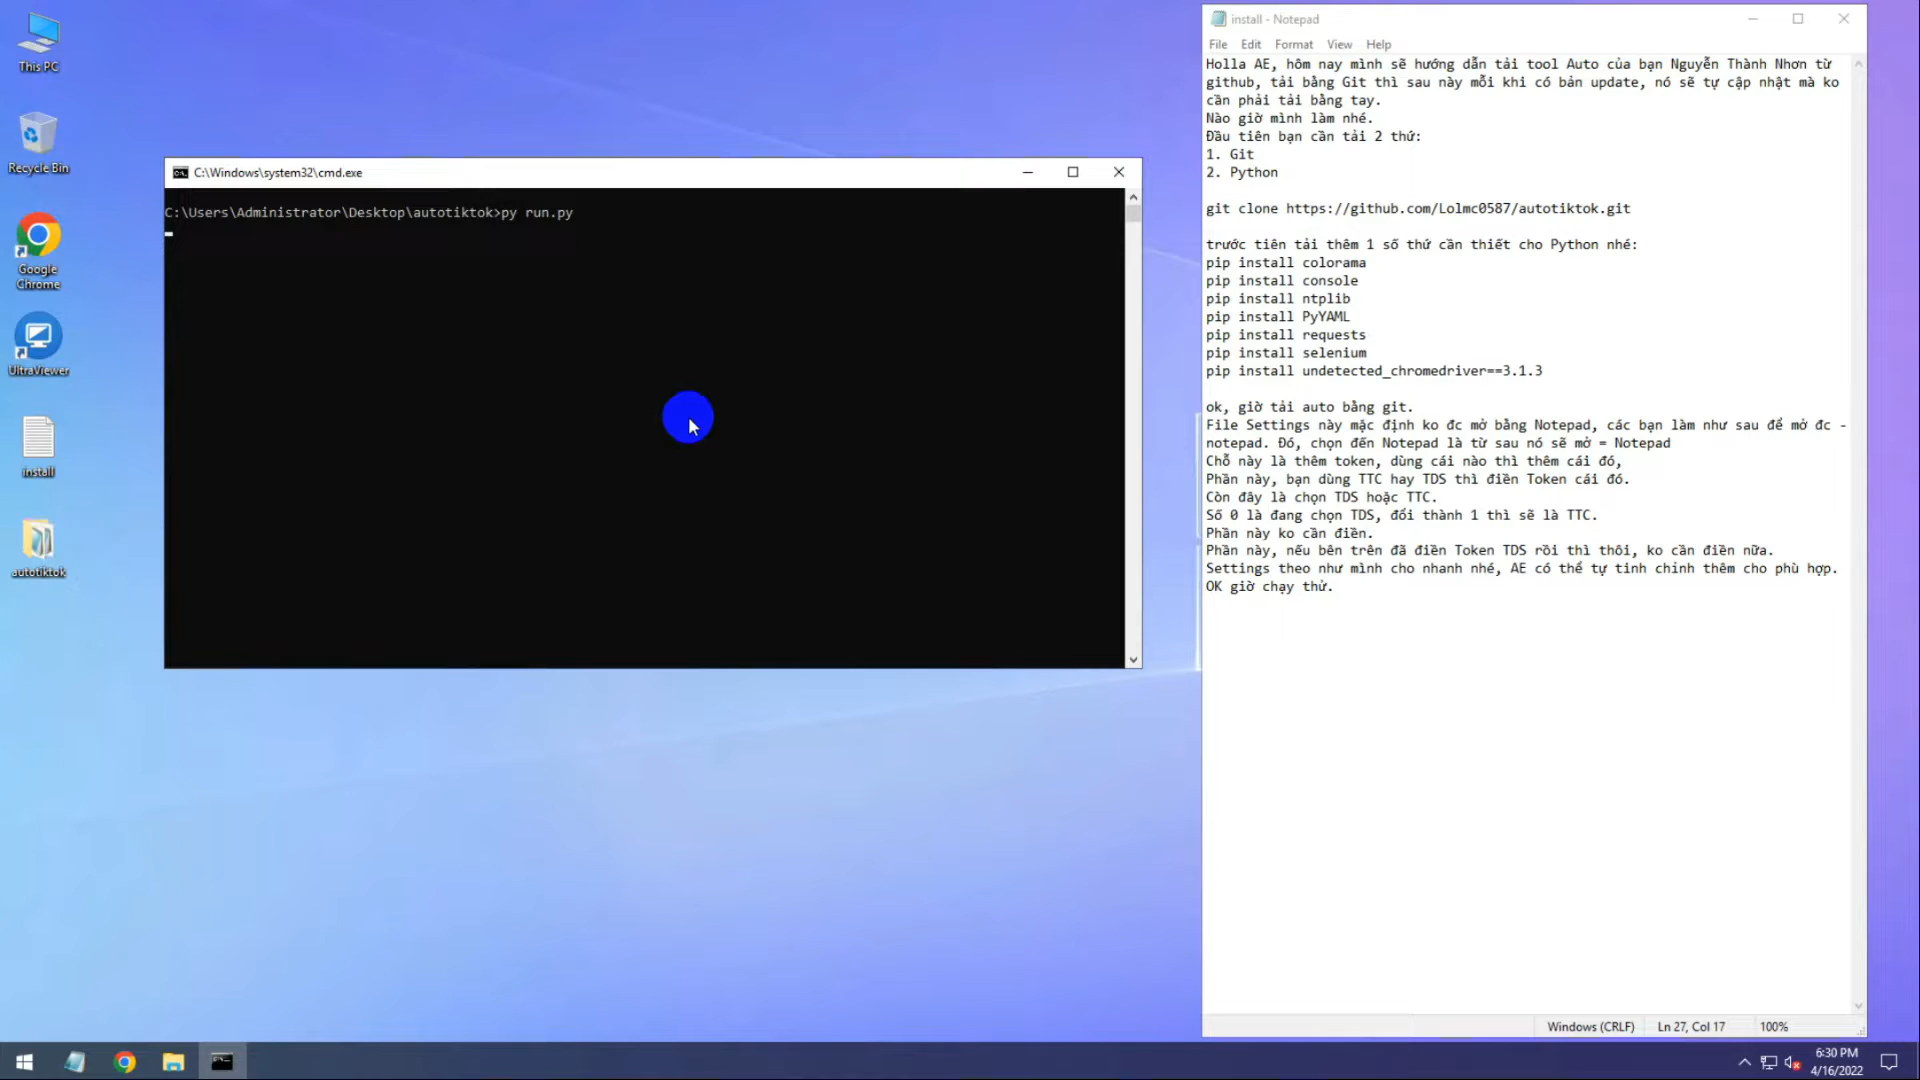 This PC
Recycle Bin
Google
Chrome
UltraViewer
install
autotiktok
C:\Windows\system32\cmd.exe
C:\Users\Administrator\Desktop\autotiktok>py run.py
install - Notepad
File Edit Format View Help
Holla AE, hôm nay mình sẽ hướng dẫn tải tool Auto của bạn Nguyễn Thành Nhơn từ
github, tải bằng Git thì sau này mỗi khi có bản update, nó sẽ tự cập nhật mà ko
cần phải tải bằng tay.
Nào giờ mình làm nhé.
Đầu tiên bạn cần tải 2 thứ:
1. Git
2. Python
git clone https://github.com/Lolmc0587/autotiktok.git
trước tiên tải thêm 1 số thứ cần thiết cho Python nhé:
pip install colorama
pip install console
pip install ntplib
pip install PyYAML
pip install requests
pip install selenium
pip install undetected_chromedriver==3.1.3
ok, giờ tải auto bằng git.
File Settings này mặc định ko đc mở bằng Notepad, các bạn làm như sau để mở đc -
notepad. Đó, chọn đến Notepad là từ sau nó sẽ mở = Notepad
Chỗ này là thêm token, dùng cái nào thì thêm cái đó,
Phần này, bạn dùng TTC hay TDS thì điền Token cái đó.
Còn đây là chọn TDS hoặc TTC.
Số 0 là đang chọn TDS, đổi thành 1 thì sẽ là TTC.
Phần này ko cần điền.
Phần này, nếu bên trên đã điền Token TDS rồi thì thôi, ko cần điền nữa.
Settings theo như mình cho nhanh nhé, AE có thể tự tinh chỉnh thêm cho phù hợp.
OK giờ chạy thử.
Windows (CRLF) Ln 27, Col 17 100%
6:30 PM
4/16/2022